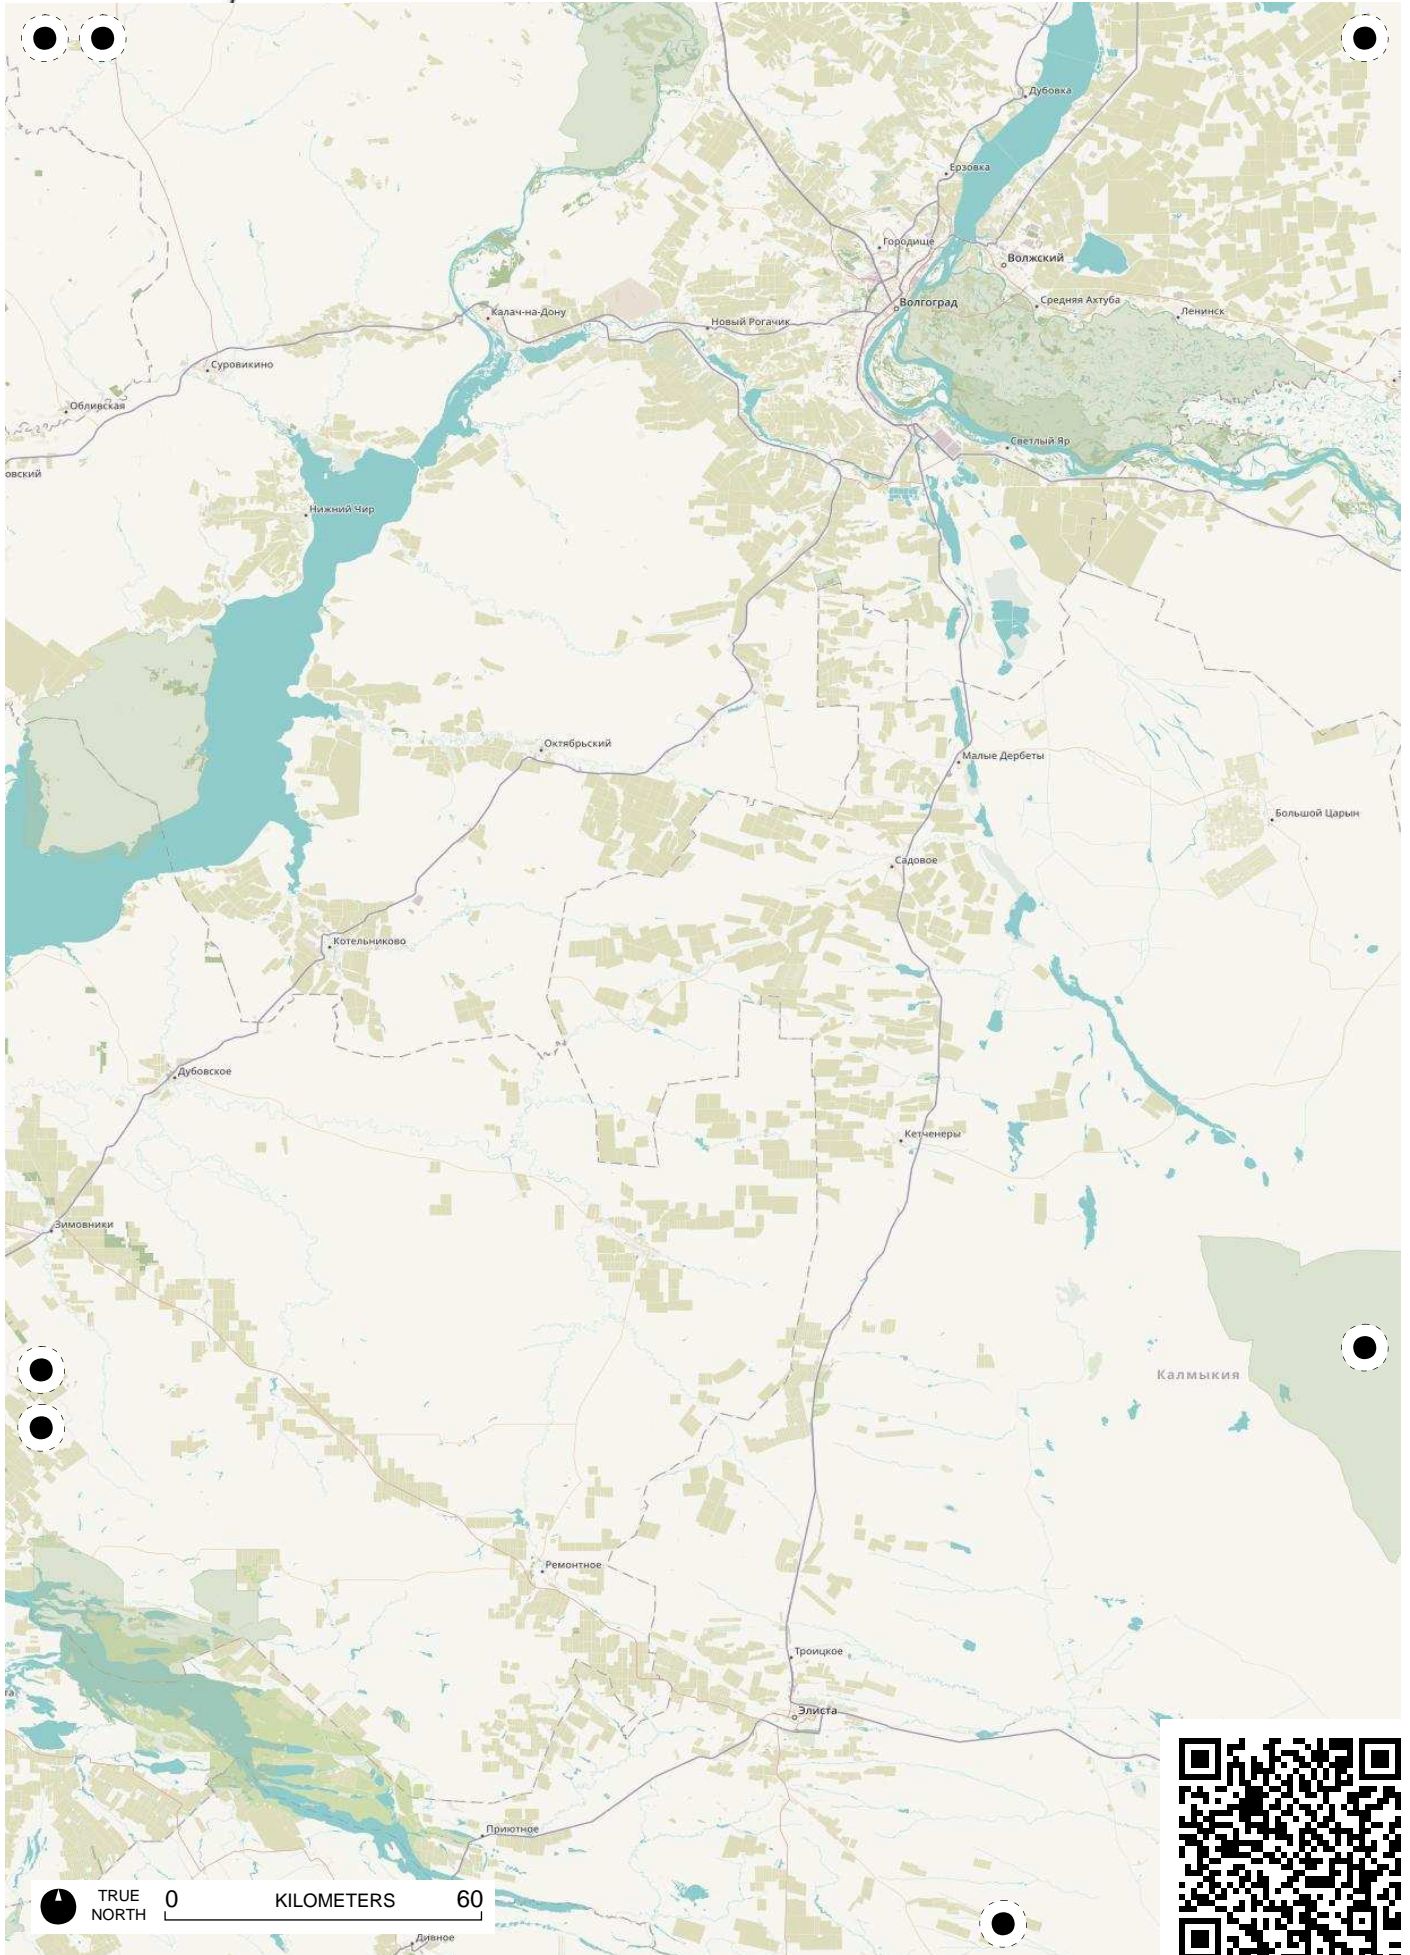 Дубовка
Ерзовка
Городище
Волжский
Средняя Ахтуба
Волгоград
Ленинск
Калач-на-Дону
Новый Рогачик
Суровикино
Обливская
Светлый Яр
овский
Нижний Чир
Октябрьский
Малые Дербеты
Большой Царын
Садовое
Котельниково
Дубовское
Кетченеры
Зимовники
Калмыкия
Ремонтное
Троицкое
Элиста
Приютное
TRUE NORTH
0 KILOMETERS 60
Дивное